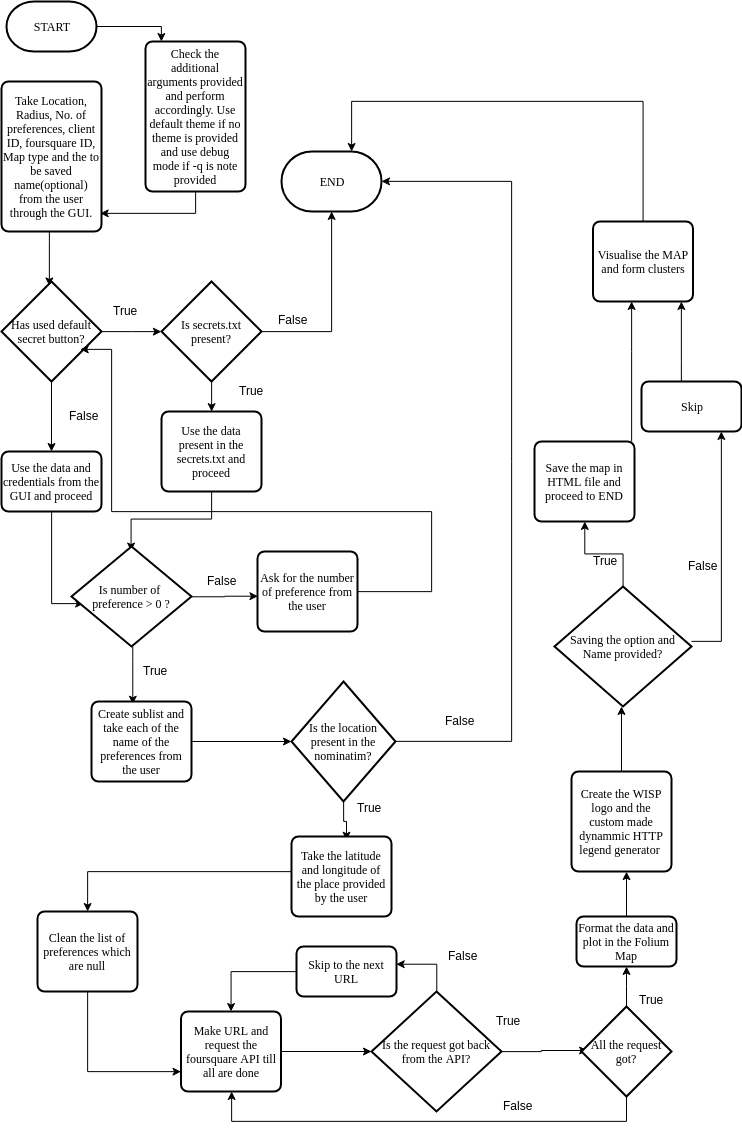 START
Check the
additional
arguments provided
and perform
accordingly. Use
default theme if no
theme is provided
and use debug
mode if -q is note
provided
Take Location,
Radius, No. of
preferences, client
ID, foursquare ID,
Map type and the to
be saved
name(optional)
from the user
through the GUI.
END
Visualise the MAP
and form clusters
Has used default
secret button?
True
Is secrets.txt
present?
False
False
True
Skip
Use the data and
credentials from the
GUI and proceed
Use the data
present in the
secrets.txt and
proceed
Save the map in
HTML file and
proceed to END
Is number of
preference > 0 ?
False
Ask for the number
of preference from
the user
True
False
True
Saving the option and
Name provided?
Create sublist and
take each of the
name of the
preferences from
the user
Is the location
present in the
nominatim?
False
True
Create the WISP
logo and the
custom made
dynammic HTTP
legend generator
Take the latitude
and longitude of
the place provided
by the user
Clean the list of
preferences which
are null
Skip to the next
URL
False
Format the data and
plot in the Folium
Map
True
Make URL and
request the
foursquare API till
all are done
Is the request got back
from the API?
True
All the request
got?
False